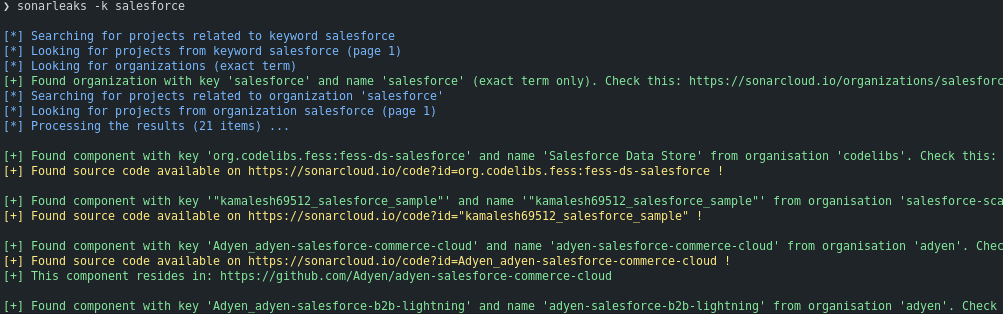 ❯ sonarleaks -k salesforce
[*] Searching for projects related to keyword salesforce
[*] Looking for projects from keyword salesforce (page 1)
[*] Looking for organizations (exact term)
[+] Found organization with key 'salesforce' and name 'salesforce' (exact term only). Check this: https://sonarcloud.io/organizations/salesforc
[*] Searching for projects related to organization 'salesforce'
[*] Looking for projects from organization salesforce (page 1)
[*] Processing the results (21 items) ...
[+] Found component with key 'org.codelibs.fess:fess-ds-salesforce' and name 'Salesforce Data Store' from organisation 'codelibs'. Check this:
[+] Found source code available on https://sonarcloud.io/code?id=org.codelibs.fess:fess-ds-salesforce !
[+] Found component with key '"kamalesh69512_salesforce_sample"' and name '"kamalesh69512_salesforce_sample"' from organisation 'salesforce-sca
[+] Found source code available on https://sonarcloud.io/code?id="kamalesh69512_salesforce_sample" !
[+] Found component with key 'Adyen_adyen-salesforce-commerce-cloud' and name 'adyen-salesforce-commerce-cloud' from organisation 'adyen'. Chec
[+] Found source code available on https://sonarcloud.io/code?id=Adyen_adyen-salesforce-commerce-cloud !
[+] This component resides in: https://github.com/Adyen/adyen-salesforce-commerce-cloud
[+] Found component with key 'Adyen_adyen-salesforce-b2b-lightning' and name 'adyen-salesforce-b2b-lightning' from organisation 'adyen'. Check